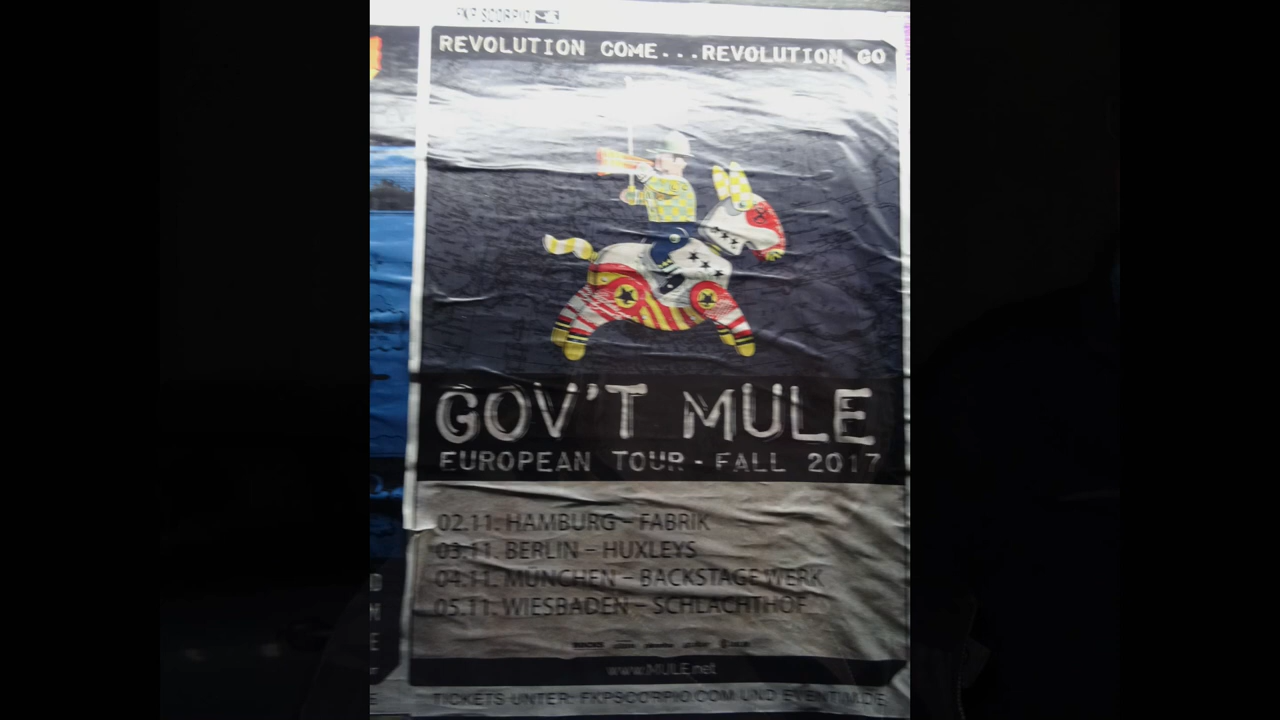 FKP SCORPIO
REVOLUTION COME...REVOLUTION GO
GOV'T MULE
EUROPEAN TOUR - FALL 2017
02.11. HAMBURG – FABRIK
03.11. BERLIN – HUXLEYS
04.11. MÜNCHEN – BACKSTAGE WERK
05.11. WIESBADEN – SCHLACHTHOF
www.MULE.net
TICKETS UNTER: FKPSCORPIO.COM UND EVENTIM.DE